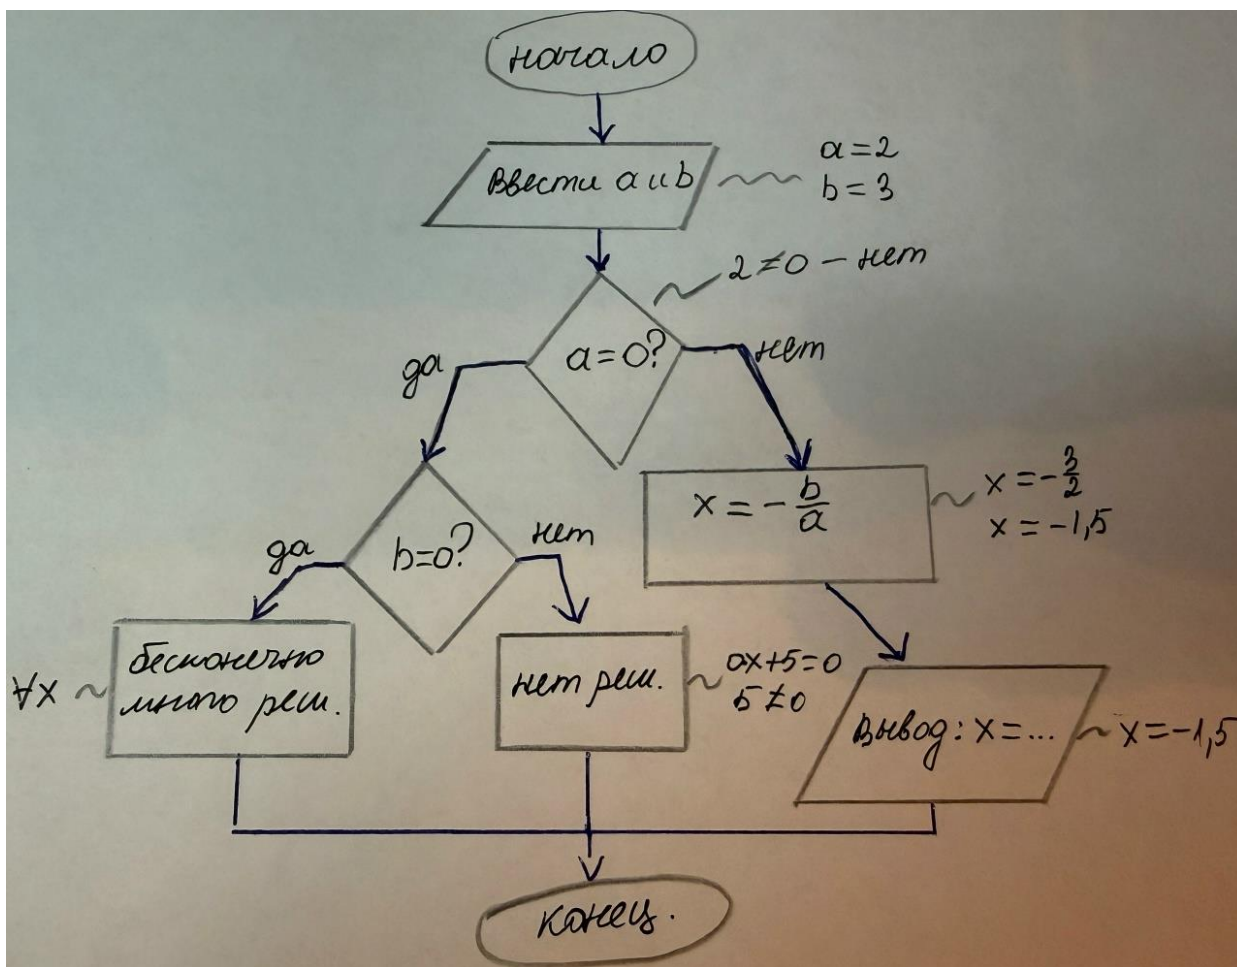 начало
Ввести a и b
a=2
b=3
2≠0 – нет
a=0?
да
нет
x = - b/a
x = - 3/2
x = -1,5
b=0?
да
нет
бесконечно
много реш.
∀x
нет реш.
0x+5=0
5≠0
Вывод: x=...
x=-1,5
конец.